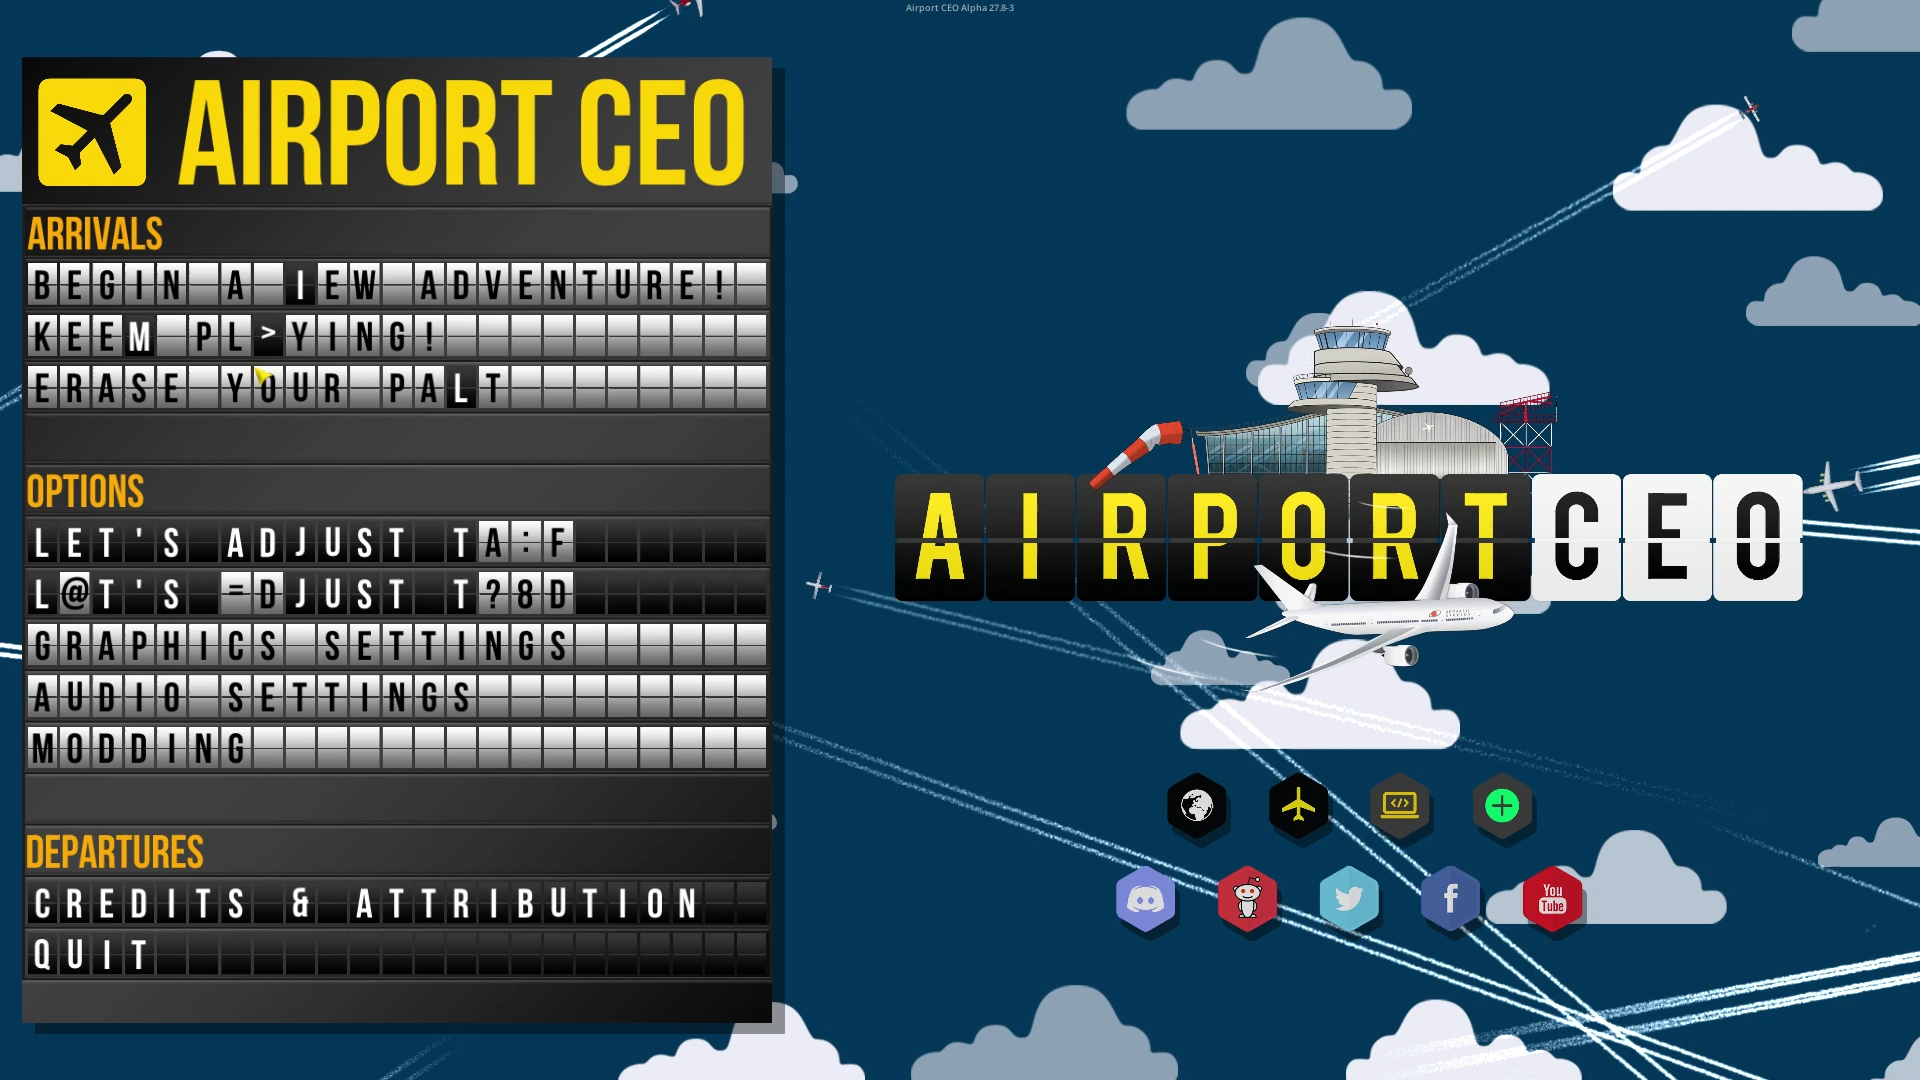 Airport CEO Alpha 27.8-3
AIRPORT CEO
ARRIVALS
BEGIN A IEW ADVENTURE!
KEEM PL>YING!
ERASE YOUR PALT
OPTIONS
LET'S ADJUST TA:F
L@T'S =DJUST T?8D
GRAPHICS SETTINGS
AUDIO SETTINGS
MODDING
DEPARTURES
CREDITS & ATTRIBUTION
QUIT
AIRPORTCEO
You
Tube